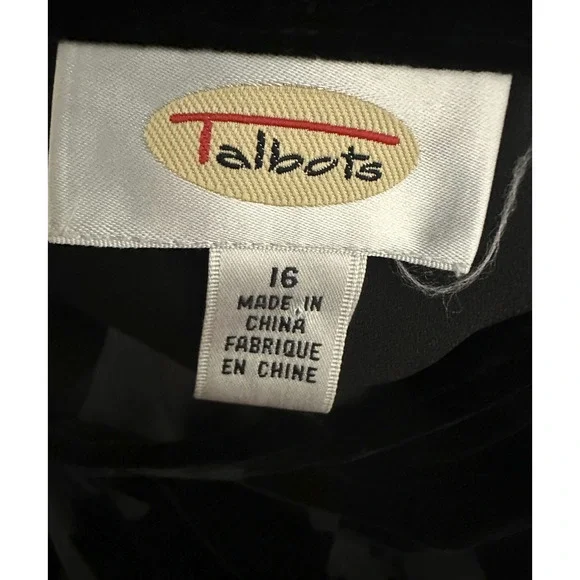 Talbots
16
MADE IN
CHINA
FABRIQUE
EN CHINE